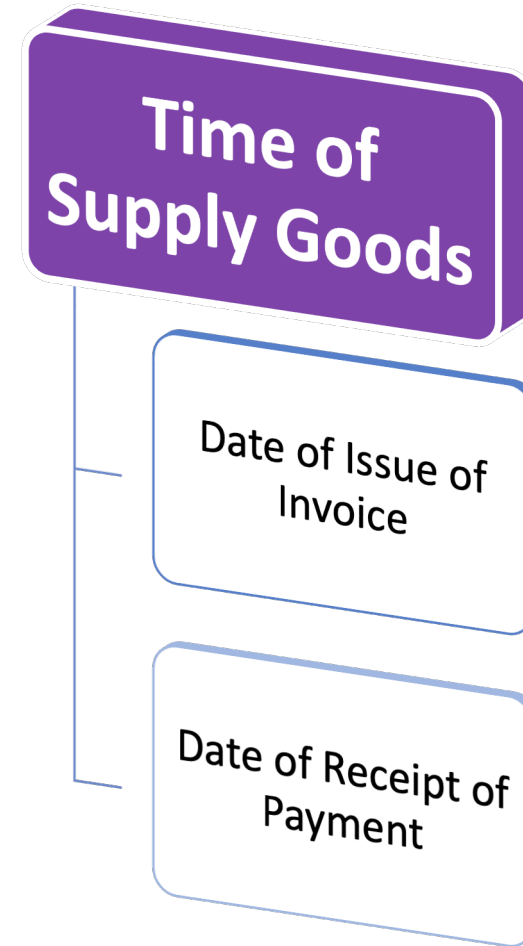 Time of
Supply Goods
Date of Issue of
Invoice
Date of Receipt of
Payment